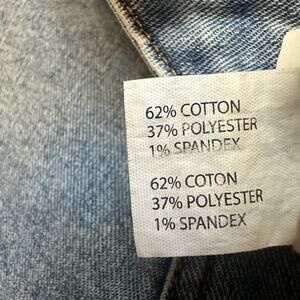 62% COTTON
37% POLYESTER
1% SPANDEX
62% COTON
37% POLYESTER
1% SPANDEX